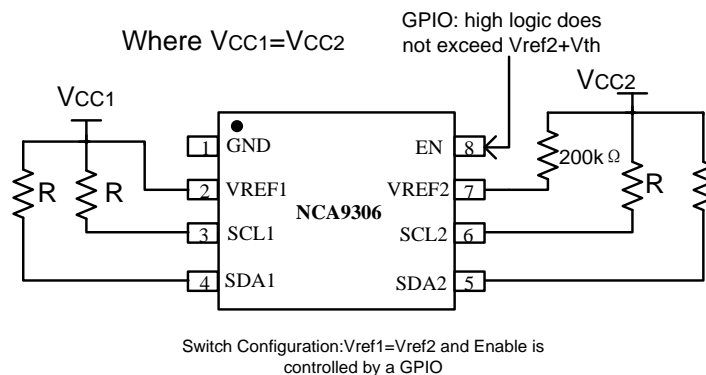 Where VCC1=VCC2
GPIO: high logic does
not exceed Vref2+Vth
VCC1
VCC2
R
R
1
GND
2
VREF1
3
SCL1
4
SDA1
NCA9306
EN
8
VREF2
7
SCL2
6
SDA2
5
200kΩ
R
Switch Configuration:Vref1=Vref2 and Enable is
controlled by a GPIO